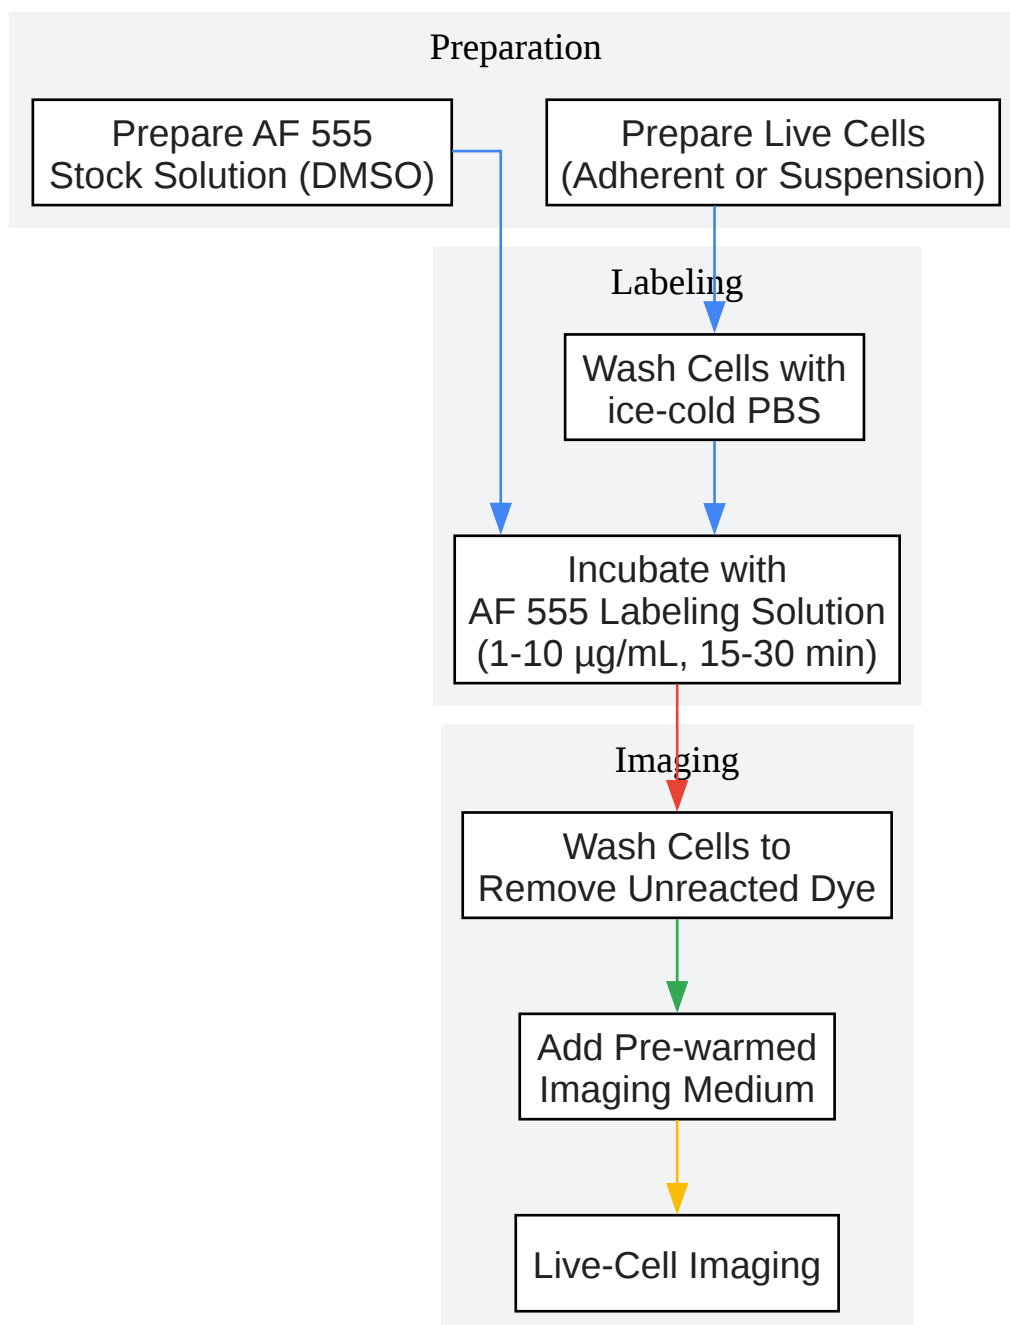 Preparation
Prepare AF 555
Stock Solution (DMSO)
Prepare Live Cells
(Adherent or Suspension)
Labeling
Wash Cells with
ice-cold PBS
Incubate with
AF 555 Labeling Solution
(1-10 µg/mL, 15-30 min)
Imaging
Wash Cells to
Remove Unreacted Dye
Add Pre-warmed
Imaging Medium
Live-Cell Imaging